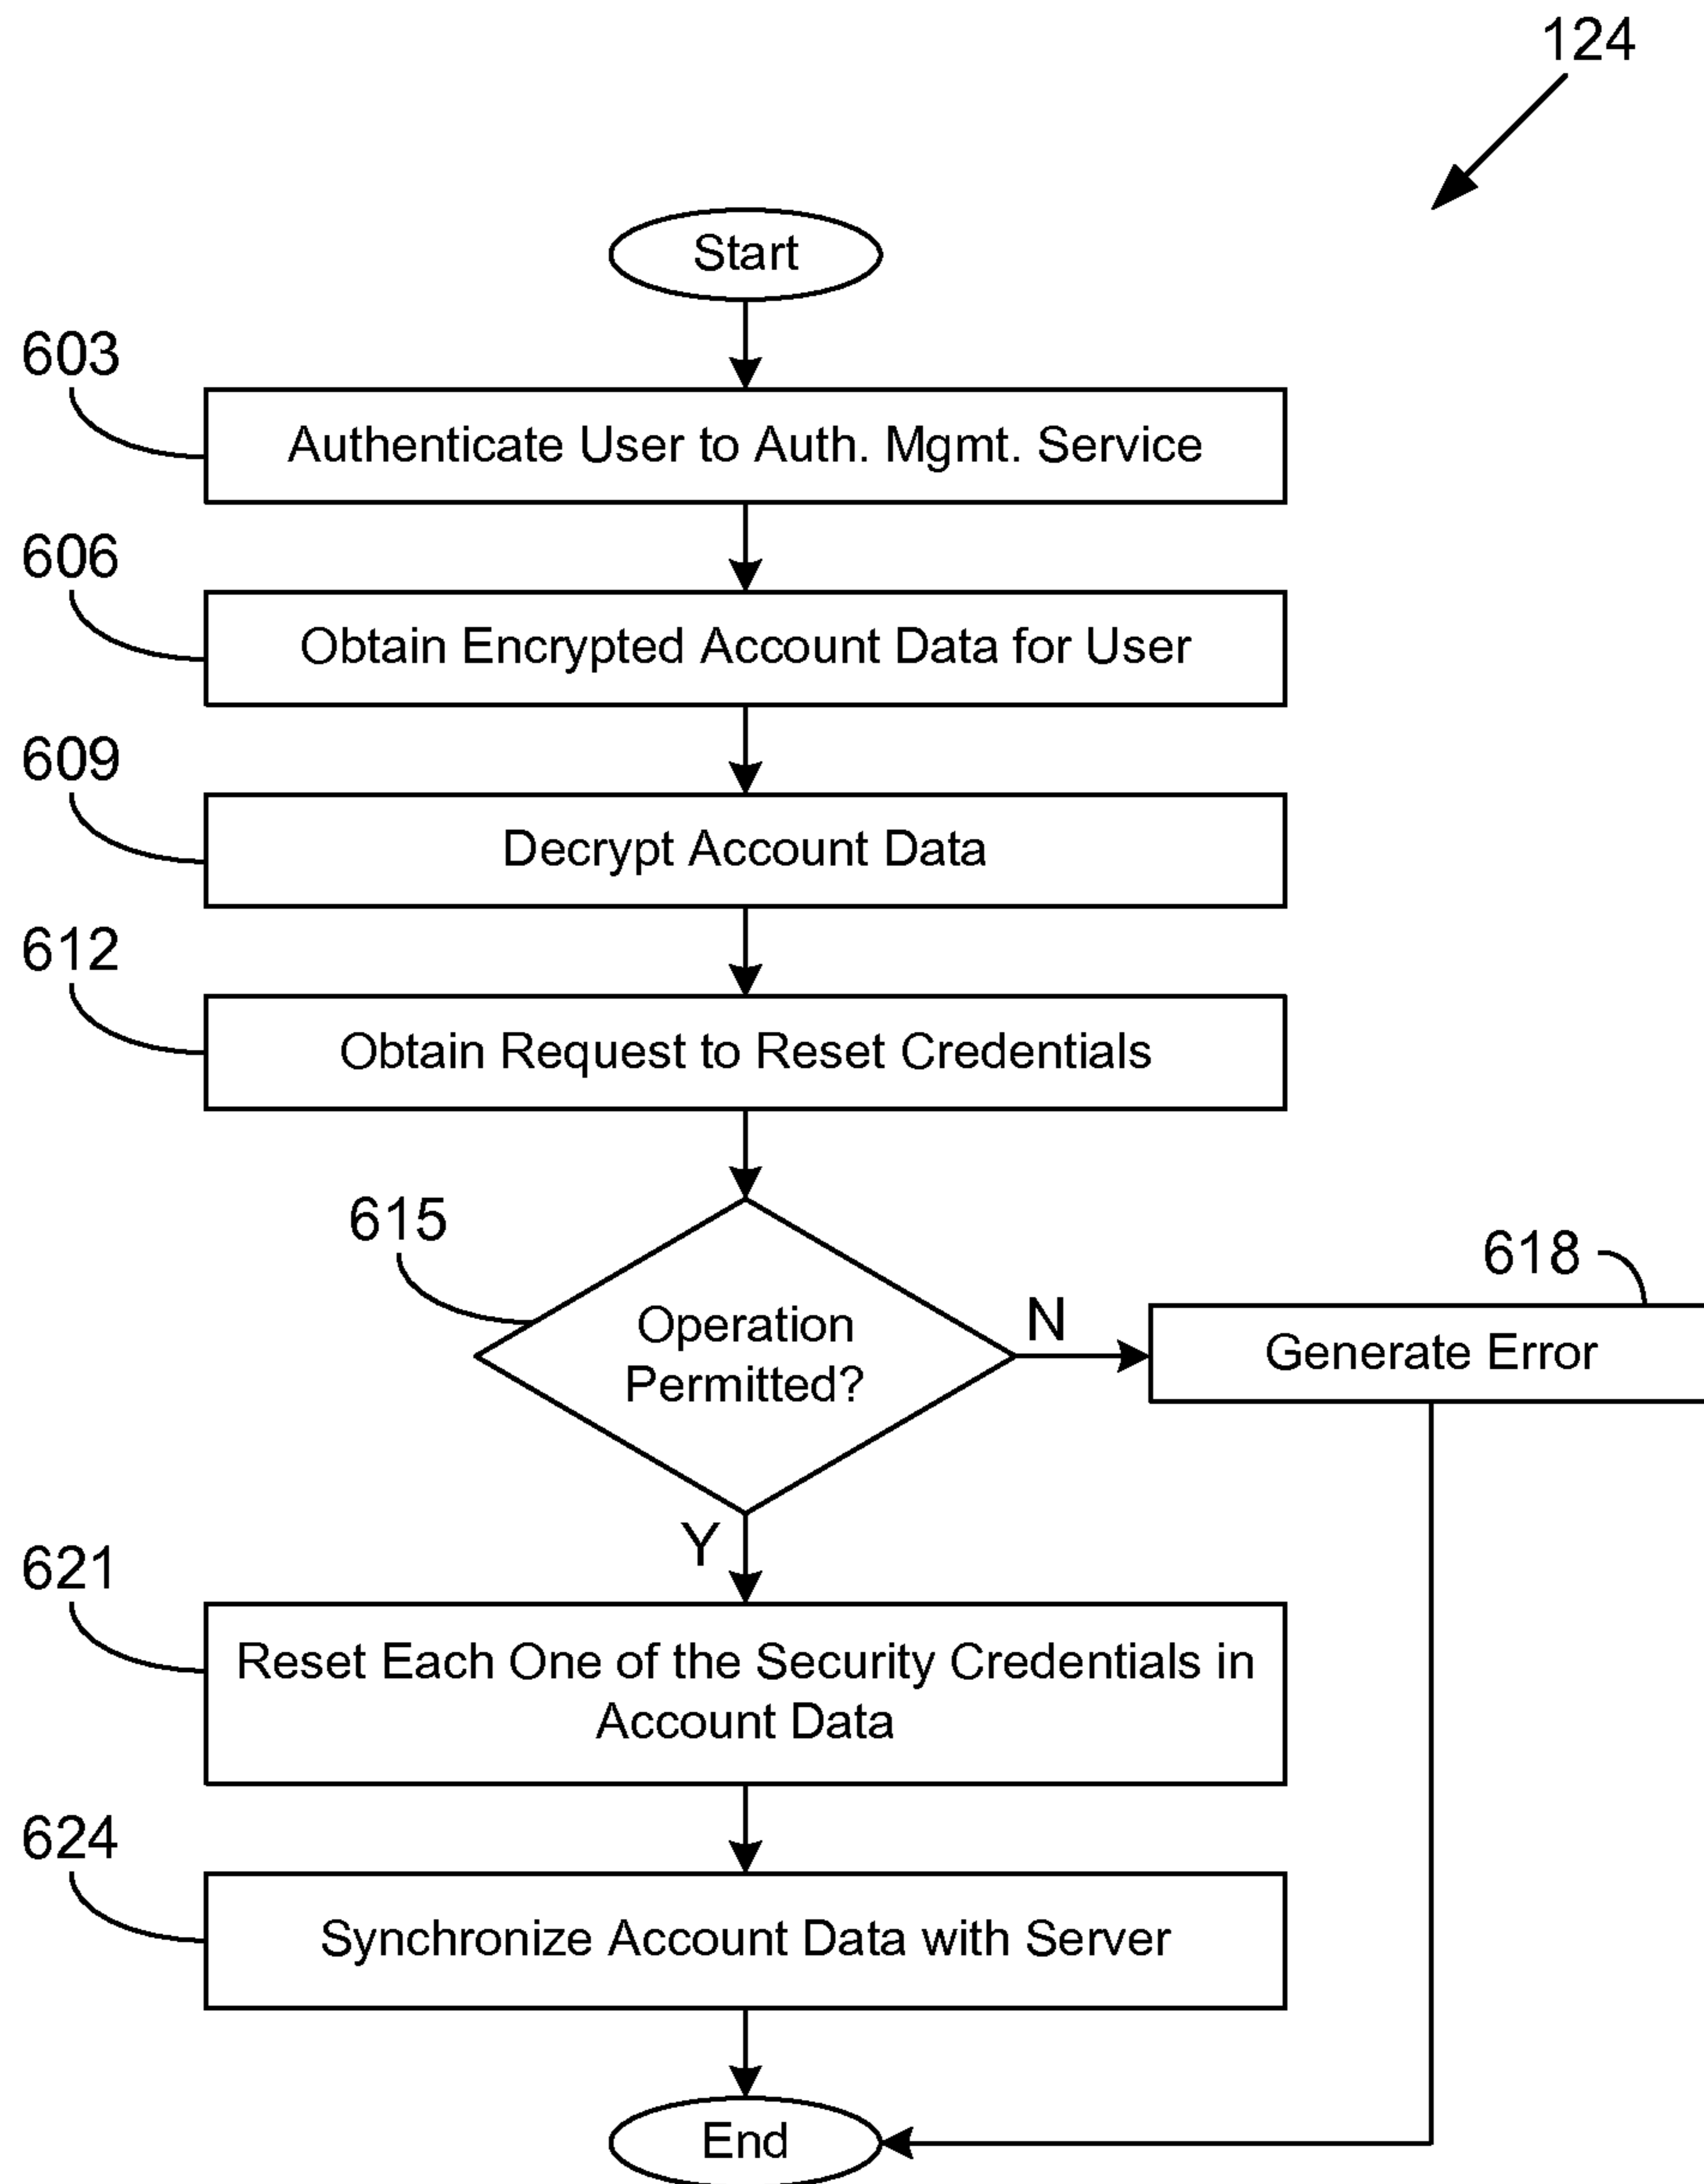 124
Start
603
Authenticate User to Auth. Mgmt. Service
606
Obtain Encrypted Account Data for User
609
Decrypt Account Data
612
Obtain Request to Reset Credentials
615
Operation
Permitted?
N
618
Generate Error
Y
621
Reset Each One of the Security Credentials in
Account Data
624
Synchronize Account Data with Server
End